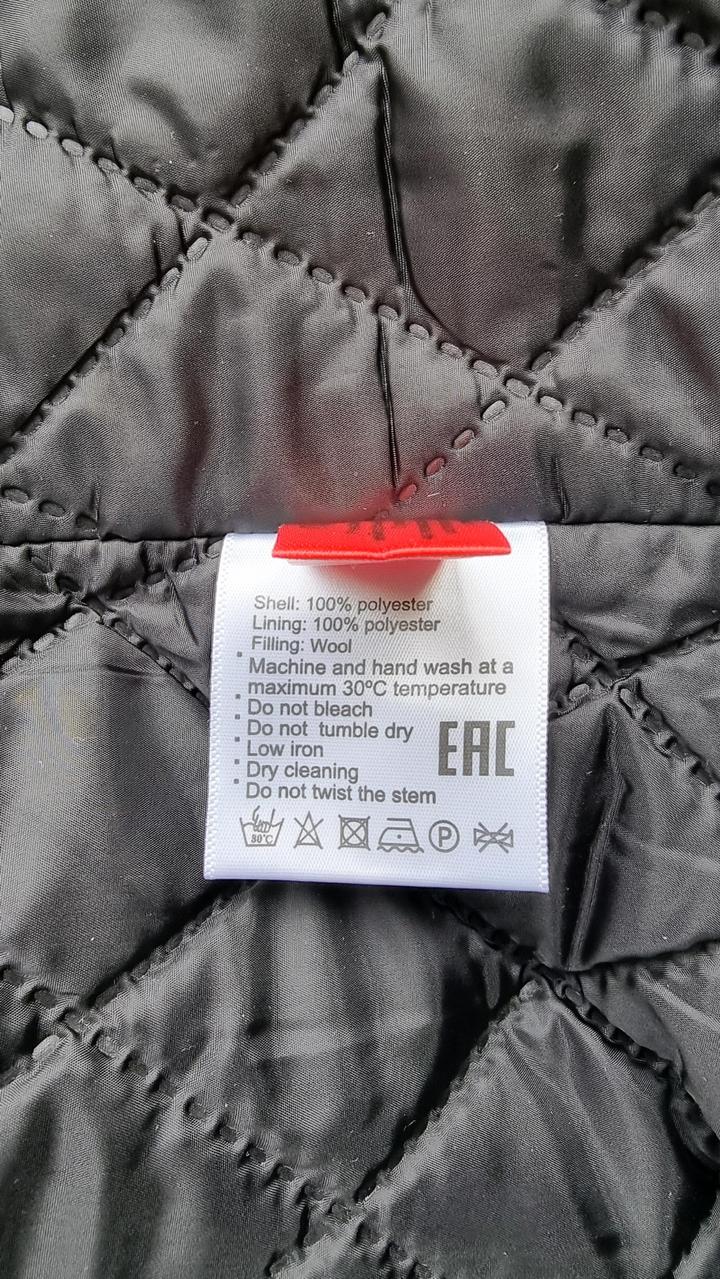 Shell: 100% polyester
Lining: 100% polyester
Filling: Wool
Machine and hand wash at a
maximum 30ºC temperature
Do not bleach
Do not tumble dry
Low iron
Dry cleaning
Do not twist the stem
EAC
30°C
P